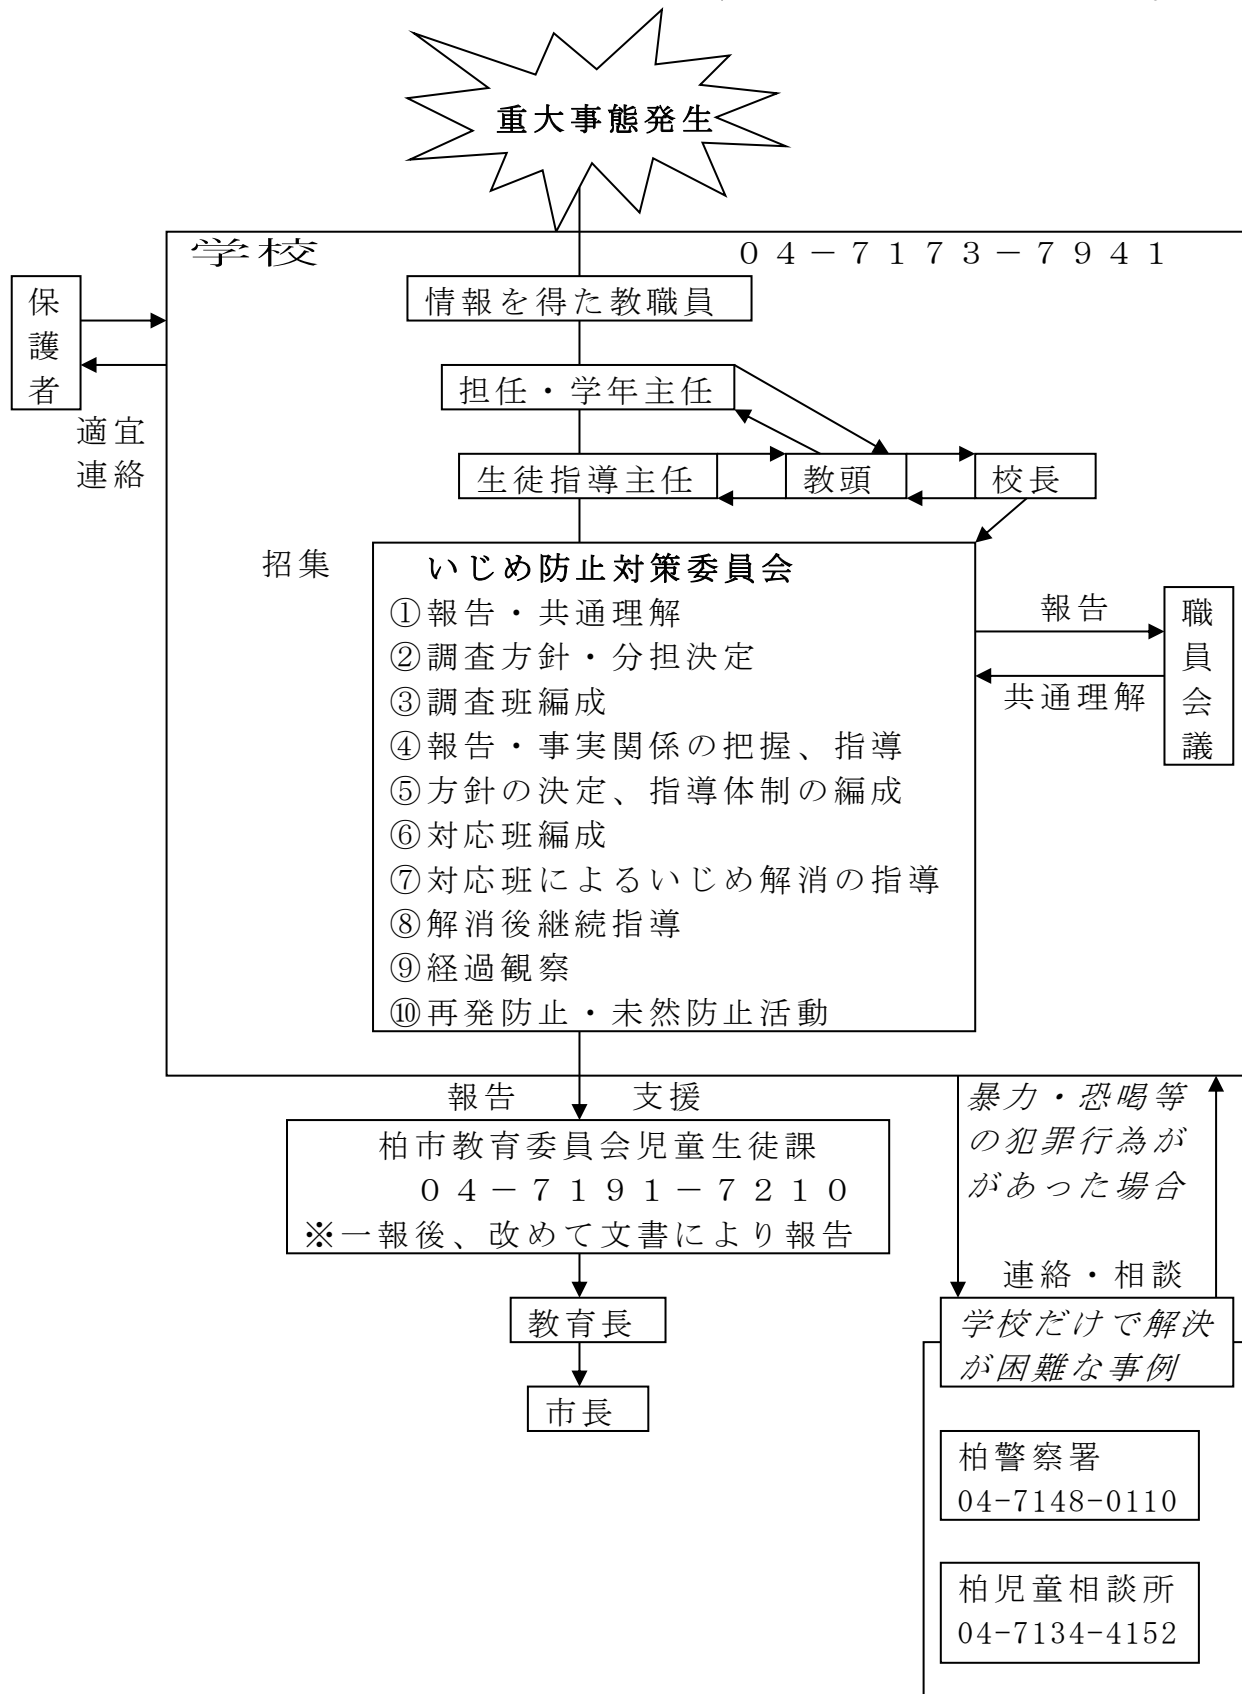 重大事態発生
学校 ０４－７１７３－７９４１
保護者
情報を得た教職員
担任・学年主任
適宜
連絡
生徒指導主任
教頭
校長
招集
いじめ防止対策委員会
①報告・共通理解
②調査方針・分担決定
③調査班編成
④報告・事実関係の把握、指導
⑤方針の決定、指導体制の編成
⑥対応班編成
⑦対応班によるいじめ解消の指導
⑧解消後継続指導
⑨経過観察
⑩再発防止・未然防止活動
報告
共通理解
職員会議
報告 支援
柏市教育委員会児童生徒課
０４－７１９１－７２１０
※一報後、改めて文書により報告
教育長
市長
暴力・恐喝等
の犯罪行為が
があった場合
連絡・相談
学校だけで解決
が困難な事例
柏警察署
04-7148-0110
柏児童相談所
04-7134-4152